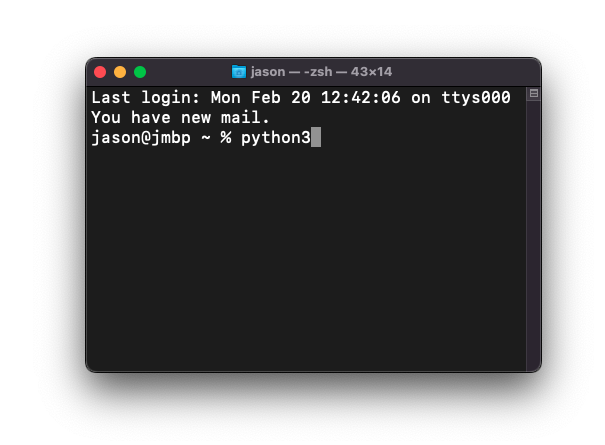 jason — -zsh — 43×14
Last login: Mon Feb 20 12:42:06 on ttys000
You have new mail.
jason@jmbp ~ % python3